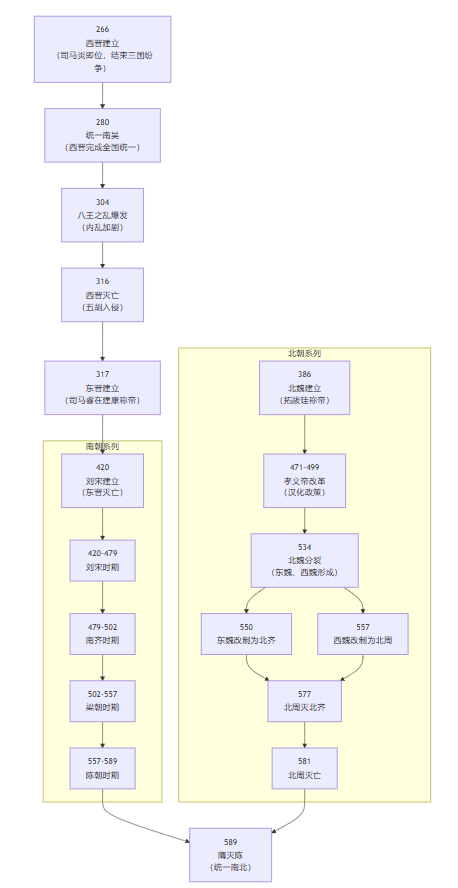 266
西晋建立
（司马炎即位，结束三国纷
争）
280
统一南吴
（西晋完成全国统一）
304
八王之乱爆发
（内乱加剧）
316
西晋灭亡
（五胡入侵）
317
东晋建立
（司马睿在建康称帝）
南朝系列
420
刘宋建立
（东晋灭亡）
420-479
刘宋时期
479-502
南齐时期
502-557
梁朝时期
557-589
陈朝时期
北朝系列
386
北魏建立
（拓跋珪称帝）
471-499
孝文帝改革
（汉化政策）
534
北魏分裂
（东魏、西魏形成）
550
东魏改制为北齐
557
西魏改制为北周
577
北周灭北齐
581
北周灭亡
589
隋灭陈
（统一南北）